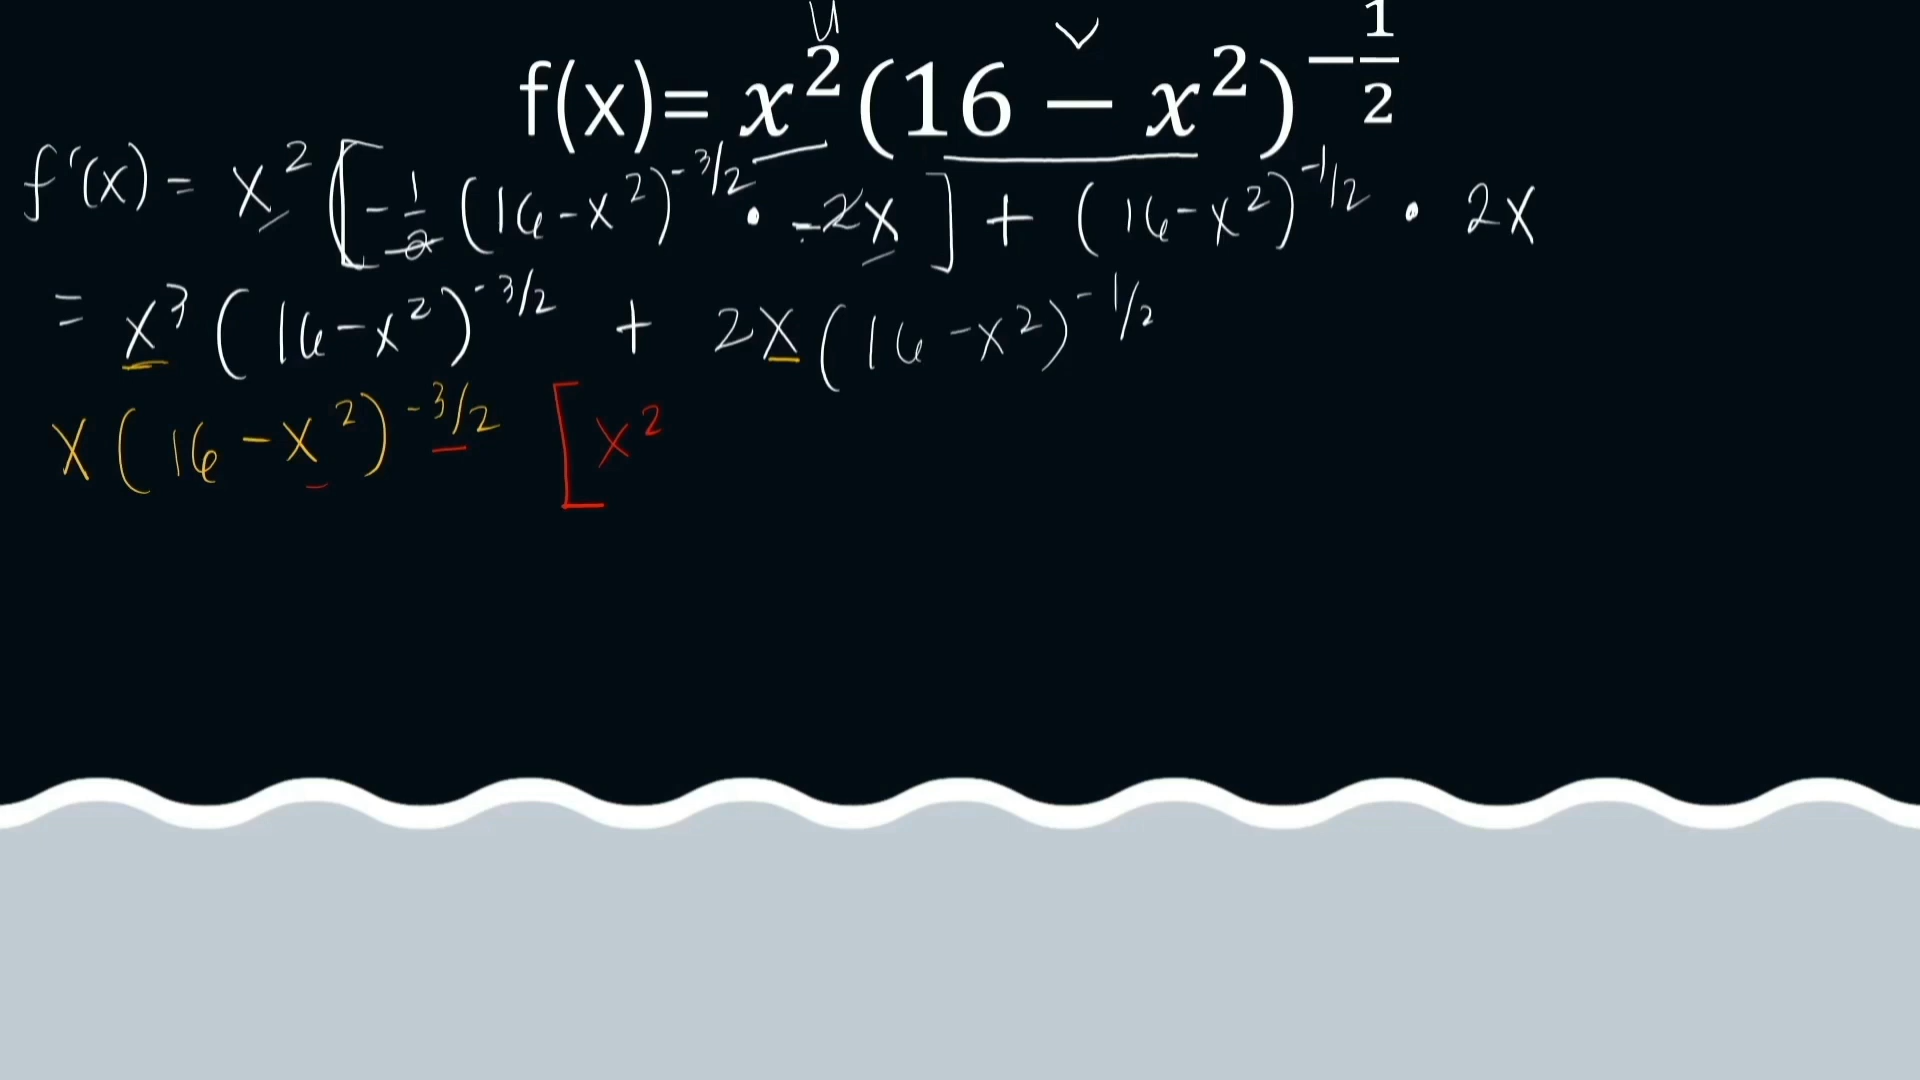 u v
f(x)= x²(16 − x²)^(−1/2)
f'(x) = x² [-1/2 (16-x²)^(-3/2) • -2x] + (16-x²)^(-1/2) • 2x
= x³ (16-x²)^(-3/2) + 2x (16-x²)^(-1/2)
x (16-x²)^(-3/2) [x²